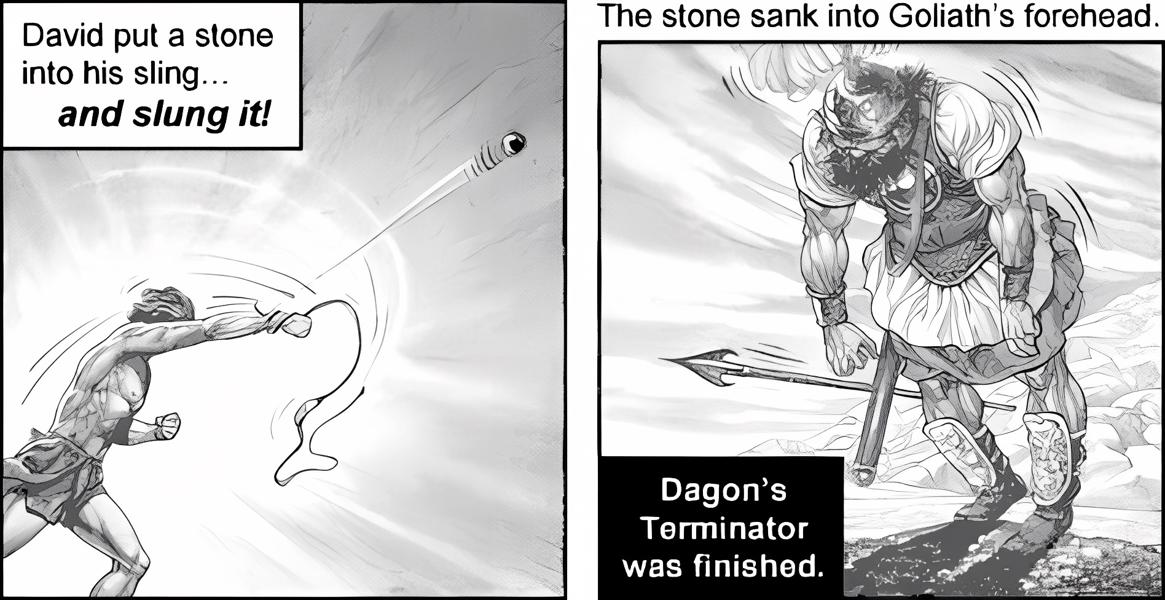 David put a stone
into his sling...
and slung it!
The stone sank into Goliath's forehead.
Dagon's
Terminator
was finished.